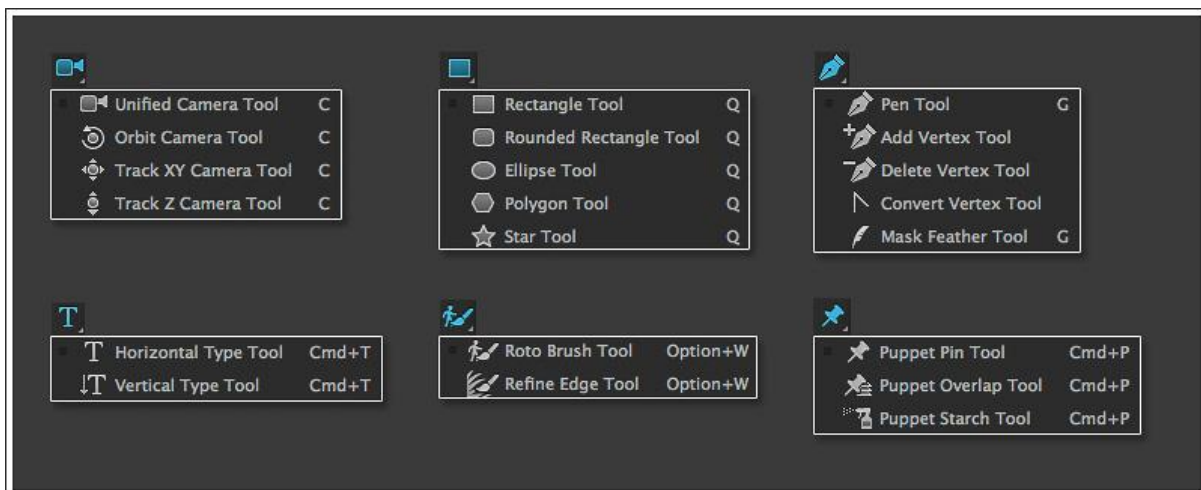 Unified Camera Tool C
Orbit Camera Tool C
Track XY Camera Tool C
Track Z Camera Tool C
Rectangle Tool Q
Rounded Rectangle Tool Q
Ellipse Tool Q
Polygon Tool Q
Star Tool Q
Pen Tool G
Add Vertex Tool
Delete Vertex Tool
Convert Vertex Tool
Mask Feather Tool G
Horizontal Type Tool Cmd+T
Vertical Type Tool Cmd+T
Roto Brush Tool Option+W
Refine Edge Tool Option+W
Puppet Pin Tool Cmd+P
Puppet Overlap Tool Cmd+P
Puppet Starch Tool Cmd+P